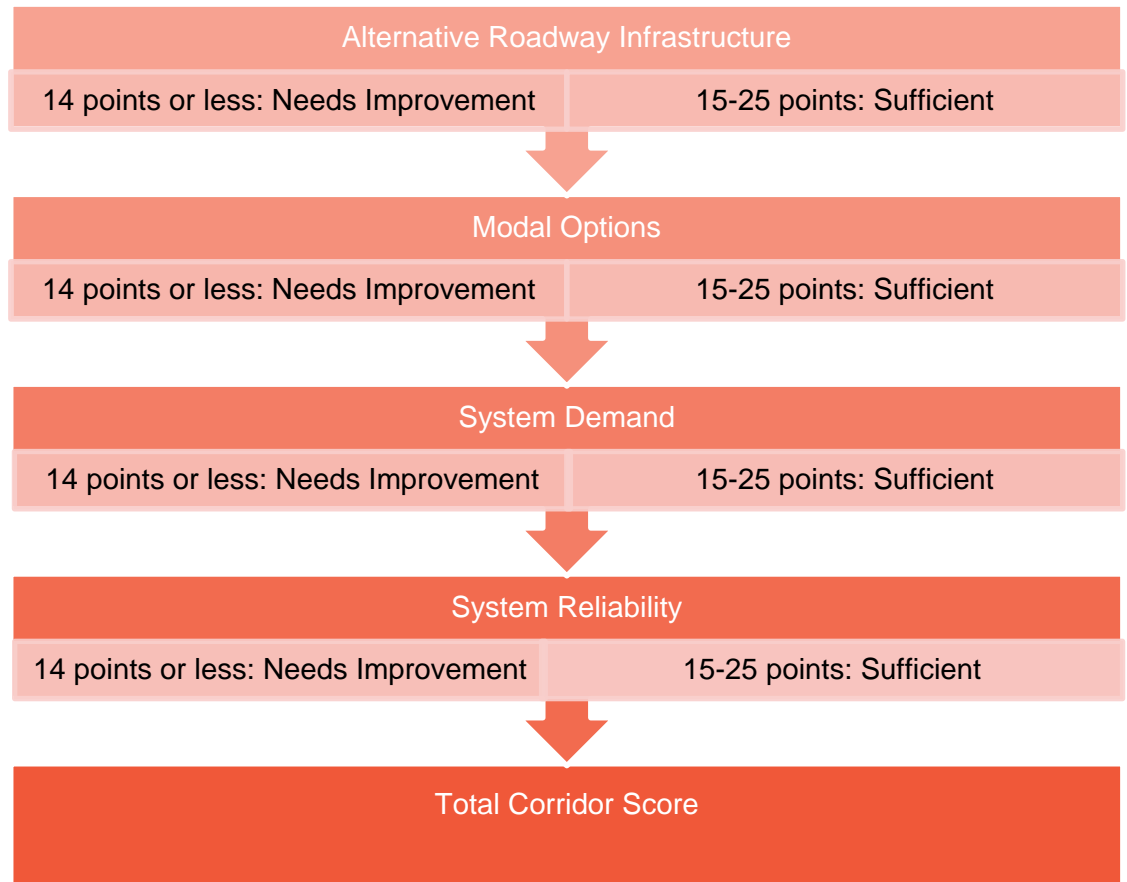 Alternative Roadway Infrastructure
14 points or less: Needs Improvement
15-25 points: Sufficient
Modal Options
14 points or less: Needs Improvement
15-25 points: Sufficient
System Demand
14 points or less: Needs Improvement
15-25 points: Sufficient
System Reliability
14 points or less: Needs Improvement
15-25 points: Sufficient
Total Corridor Score